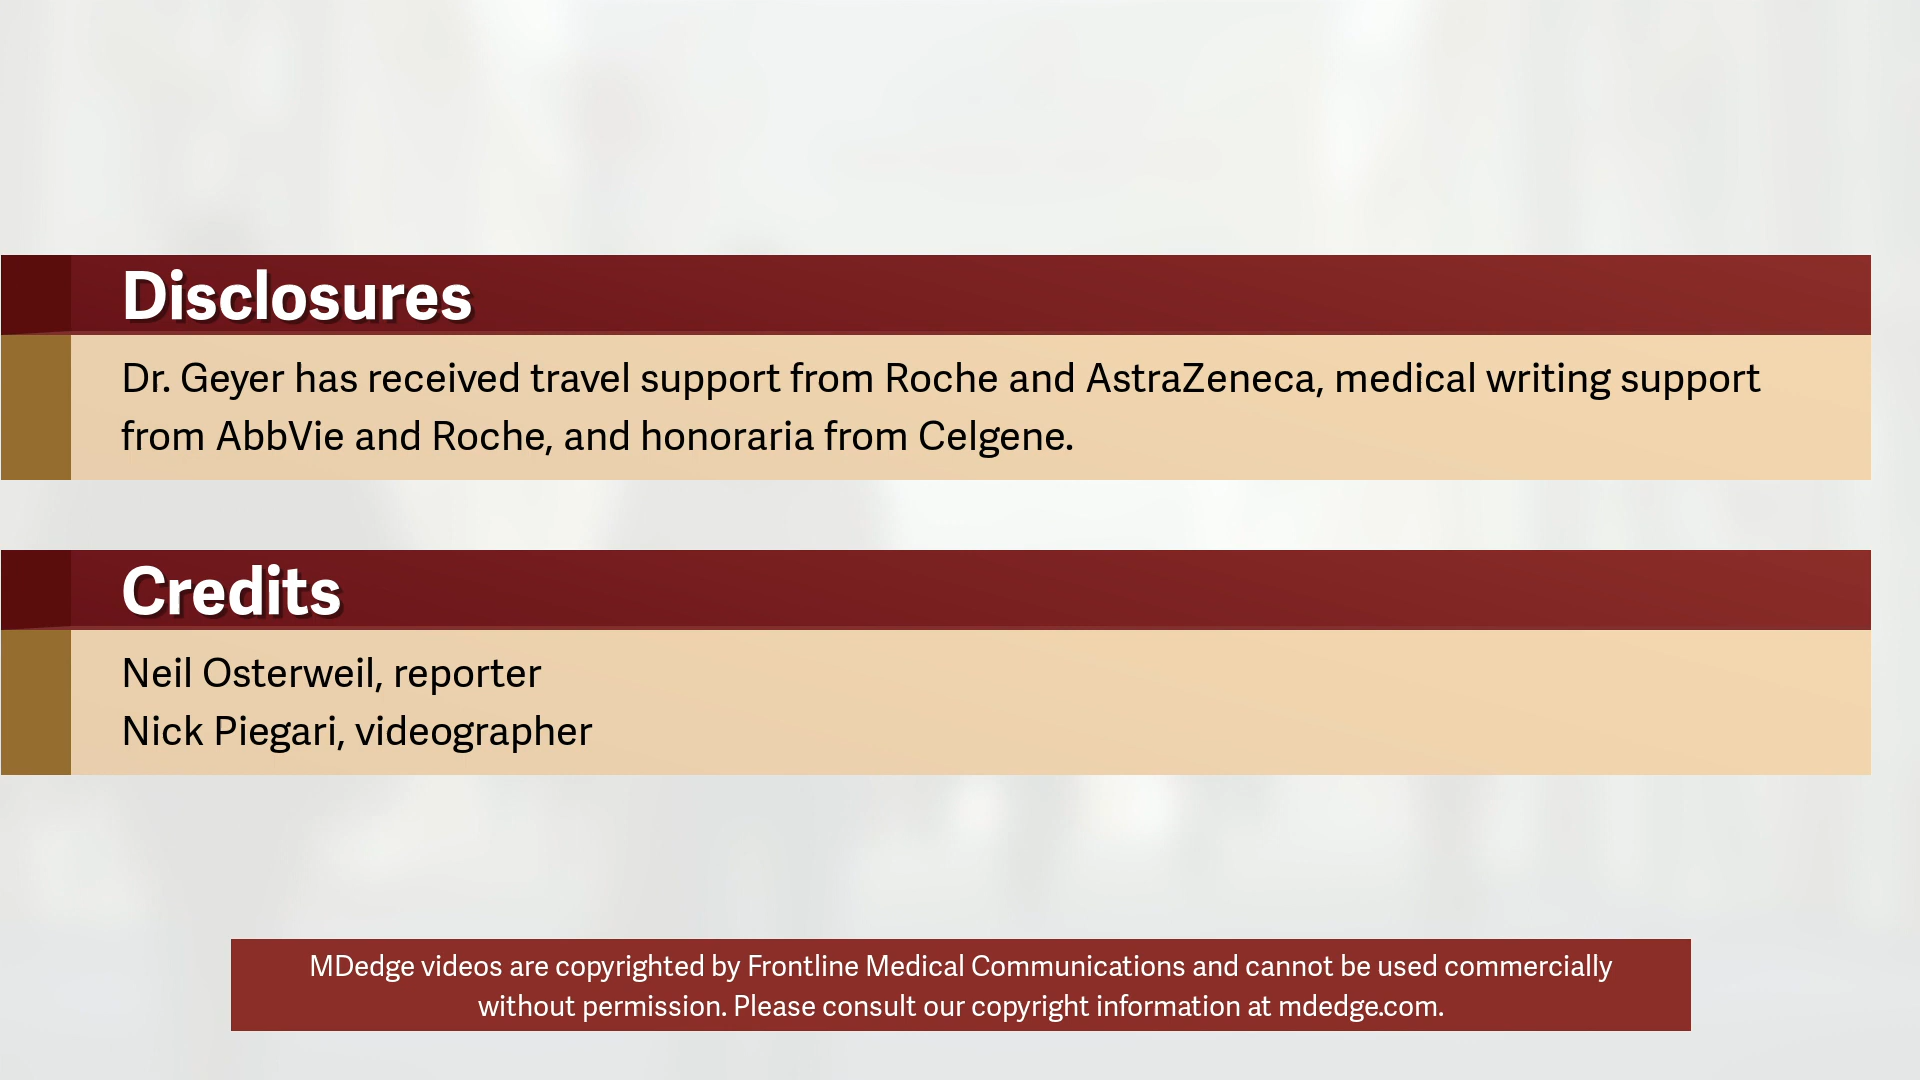 Disclosures
Dr. Geyer has received travel support from Roche and AstraZeneca, medical writing support
from AbbVie and Roche, and honoraria from Celgene.
Credits
Neil Osterweil, reporter
Nick Piegari, videographer
MDedge videos are copyrighted by Frontline Medical Communications and cannot be used commercially
without permission. Please consult our copyright information at mdedge.com.